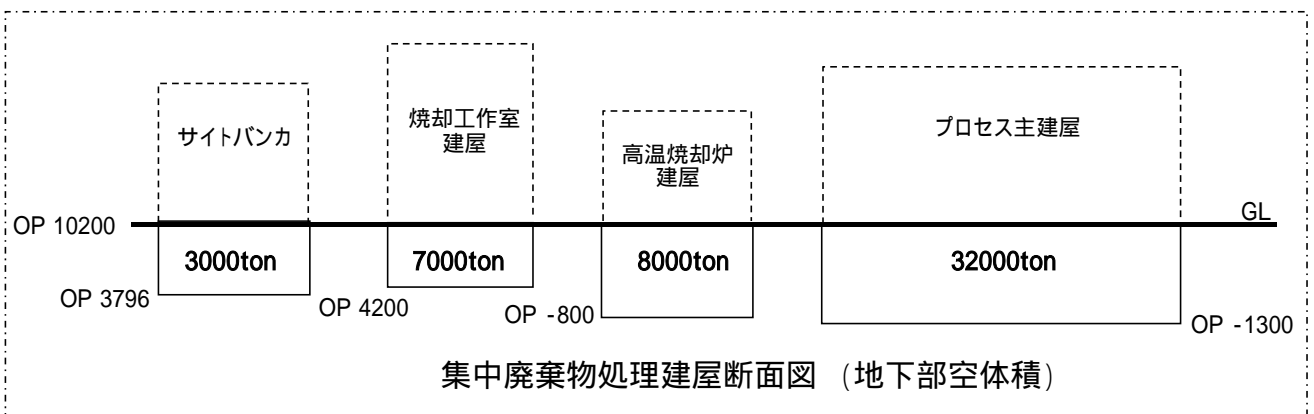 サイトバンカ
焼却工作室
建屋
高温焼却炉
建屋
プロセス主建屋
OP 10200
GL
3000ton
7000ton
8000ton
32000ton
OP 3796
OP 4200
OP -800
OP -1300
集中廃棄物処理建屋断面図 (地下部空体積)